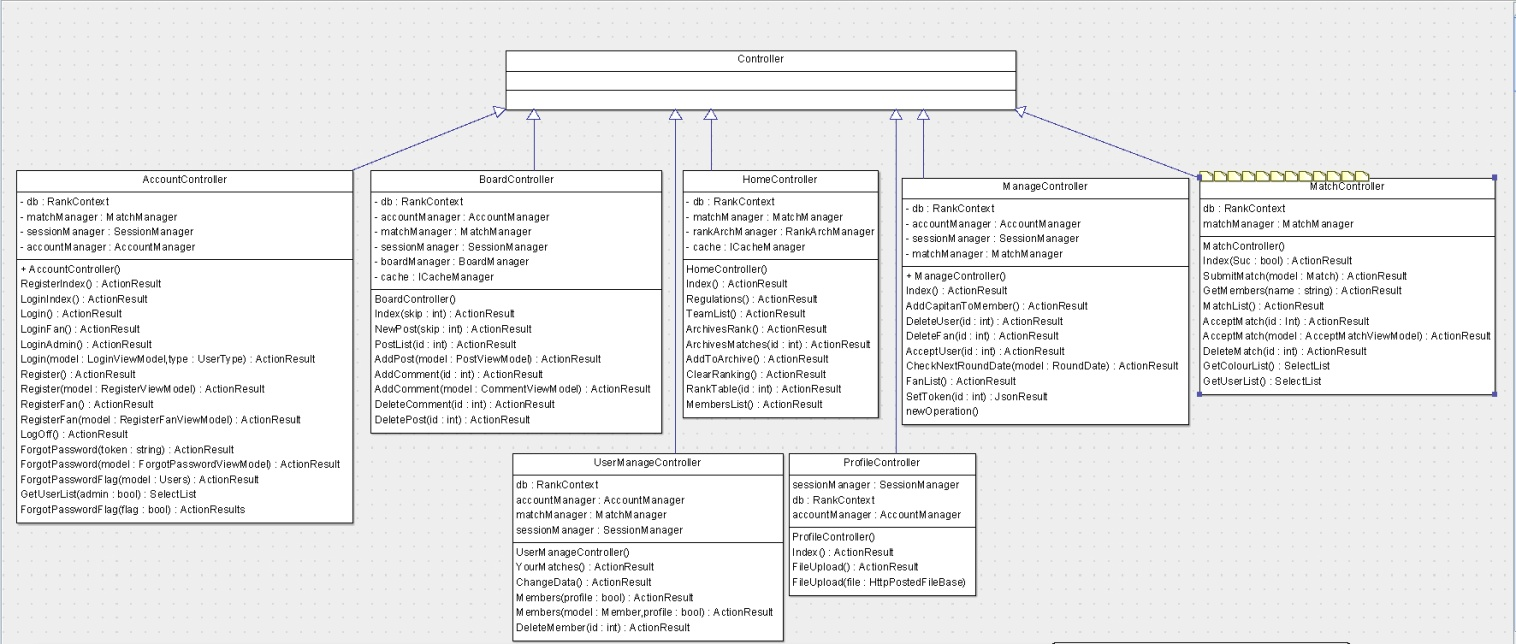 Controller
AccountController
- db : RankContext
- matchManager : MatchManager
- sessionManager : SessionManager
- accountManager : AccountManager
+ AccountController()
RegisterIndex() : ActionResult
LoginIndex() : ActionResult
Login() : ActionResult
LoginFan() : ActionResult
LoginAdmin() : ActionResult
Login(model : LoginViewModel,type : UserType) : ActionResult
Register() : ActionResult
Register(model : RegisterViewModel) : ActionResult
RegisterFan() : ActionResult
RegisterFan(model : RegisterFanViewModel) : ActionResult
LogOff() : ActionResult
ForgotPassword(token : string) : ActionResult
ForgotPassword(model : ForgotPasswordViewModel) : ActionResult
ForgotPasswordFlag(model : Users) : ActionResult
GetUserList(admin : bool) : SelectList
ForgotPasswordFlag(flag : bool) : ActionResults
BoardController
- db : RankContext
- accountManager : AccountManager
- matchManager : MatchManager
- sessionManager : SessionManager
- boardManager : BoardManager
- cache : ICacheManager
BoardController()
Index(skip : int) : ActionResult
NewPost(skip : int) : ActionResult
PostList(id : int) : ActionResult
AddPost(model : PostViewModel) : ActionResult
AddComment(id : int) : ActionResult
AddComment(model : CommentViewModel) : ActionResult
DeleteComment(id : int) : ActionResult
DeletePost(id : int) : ActionResult
HomeController
- db : RankContext
- matchManager : MatchManager
- rankArchManager : RankArchManager
- cache : ICacheManager
HomeController()
Index() : ActionResult
Regulations() : ActionResult
TeamList() : ActionResult
ArchivesRank() : ActionResult
ArchivesMatches(id : int) : ActionResult
AddToArchive() : ActionResult
ClearRanking() : ActionResult
RankTable(id : int) : ActionResult
MembersList() : ActionResult
ManageController
- db : RankContext
- accountManager : AccountManager
- sessionManager : SessionManager
- matchManager : MatchManager
+ ManageController()
Index() : ActionResult
AddCapitanToMember() : ActionResult
DeleteUser(id : int) : ActionResult
DeleteFan(id : int) : ActionResult
AcceptUser(id : int) : ActionResult
CheckNextRoundDate(model : RoundDate) : ActionResult
FanList() : ActionResult
SetToken(id : int) : JsonResult
newOperation()
MatchController
db : RankContext
matchManager : MatchManager
MatchController()
Index(Suc : bool) : ActionResult
SubmitMatch(model : Match) : ActionResult
GetMembers(name : string) : ActionResult
MatchList() : ActionResult
AcceptMatch(id : Int) : ActionResult
AcceptMatch(model : AcceptMatchViewModel) : ActionResult
DeleteMatch(id : int) : ActionResult
GetColourList() : SelectList
GetUserList() : SelectList
UserManageController
db : RankContext
accountManager : AccountManager
matchManager : MatchManager
sessionManager : SessionManager
UserManageController()
YourMatches() : ActionResult
ChangeData() : ActionResult
Members(profile : bool) : ActionResult
Members(model : Member,profile : bool) : ActionResult
DeleteMember(id : int) : ActionResult
ProfileController
sessionManager : SessionManager
db : RankContext
accountManager : AccountManager
ProfileController()
Index() : ActionResult
FileUpload() : ActionResult
FileUpload(file : HttpPostedFileBase)